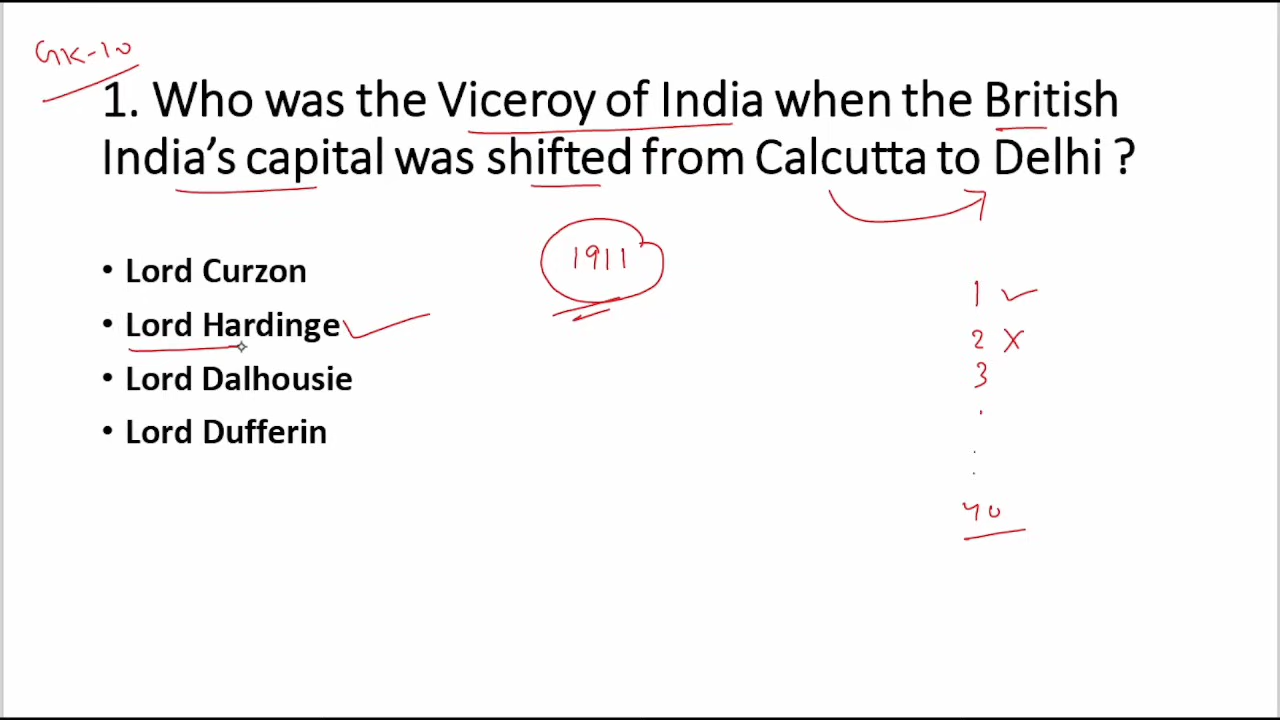 GK-10
1. Who was the Viceroy of India when the British
India’s capital was shifted from Calcutta to Delhi ?
1911
• Lord Curzon
• Lord Hardinge
• Lord Dalhousie
• Lord Dufferin
1 ✓
2 X
3
.
.
.
40